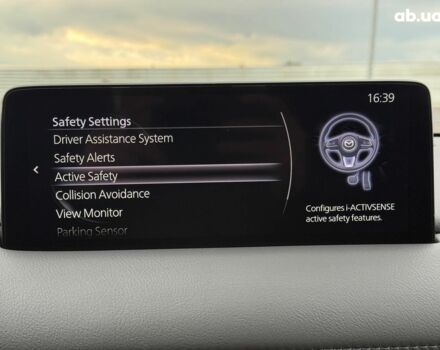 ab.ua
16:39
Safety Settings
Driver Assistance System
Safety Alerts
Active Safety
Collision Avoidance
View Monitor
Parking Sensor
Configures i-ACTIVSENSE
active safety features.